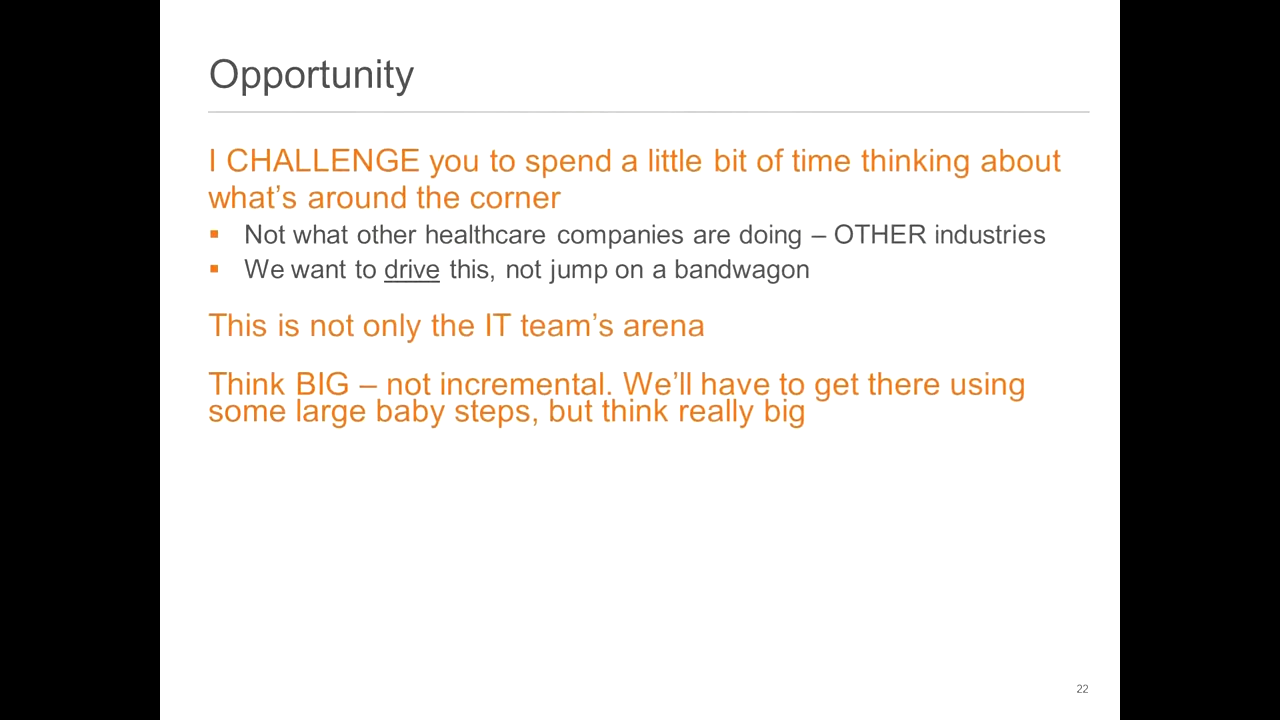 Opportunity
I CHALLENGE you to spend a little bit of time thinking about
what’s around the corner
▪ Not what other healthcare companies are doing – OTHER industries
▪ We want to drive this, not jump on a bandwagon
This is not only the IT team’s arena
Think BIG – not incremental. We’ll have to get there using
some large baby steps, but think really big
22